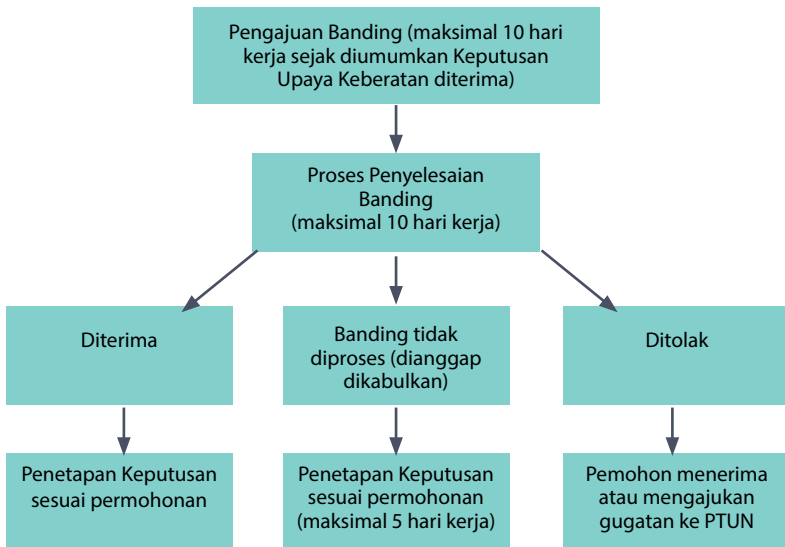 Pengajuan Banding (maksimal 10 hari
kerja sejak diumumkan Keputusan
Upaya Keberatan diterima)
Proses Penyelesaian
Banding
(maksimal 10 hari kerja)
Diterima
Banding tidak
diproses (dianggap
dikabulkan)
Ditolak
Penetapan Keputusan
sesuai permohonan
Penetapan Keputusan
sesuai permohonan
(maksimal 5 hari kerja)
Pemohon menerima
atau mengajukan
gugatan ke PTUN